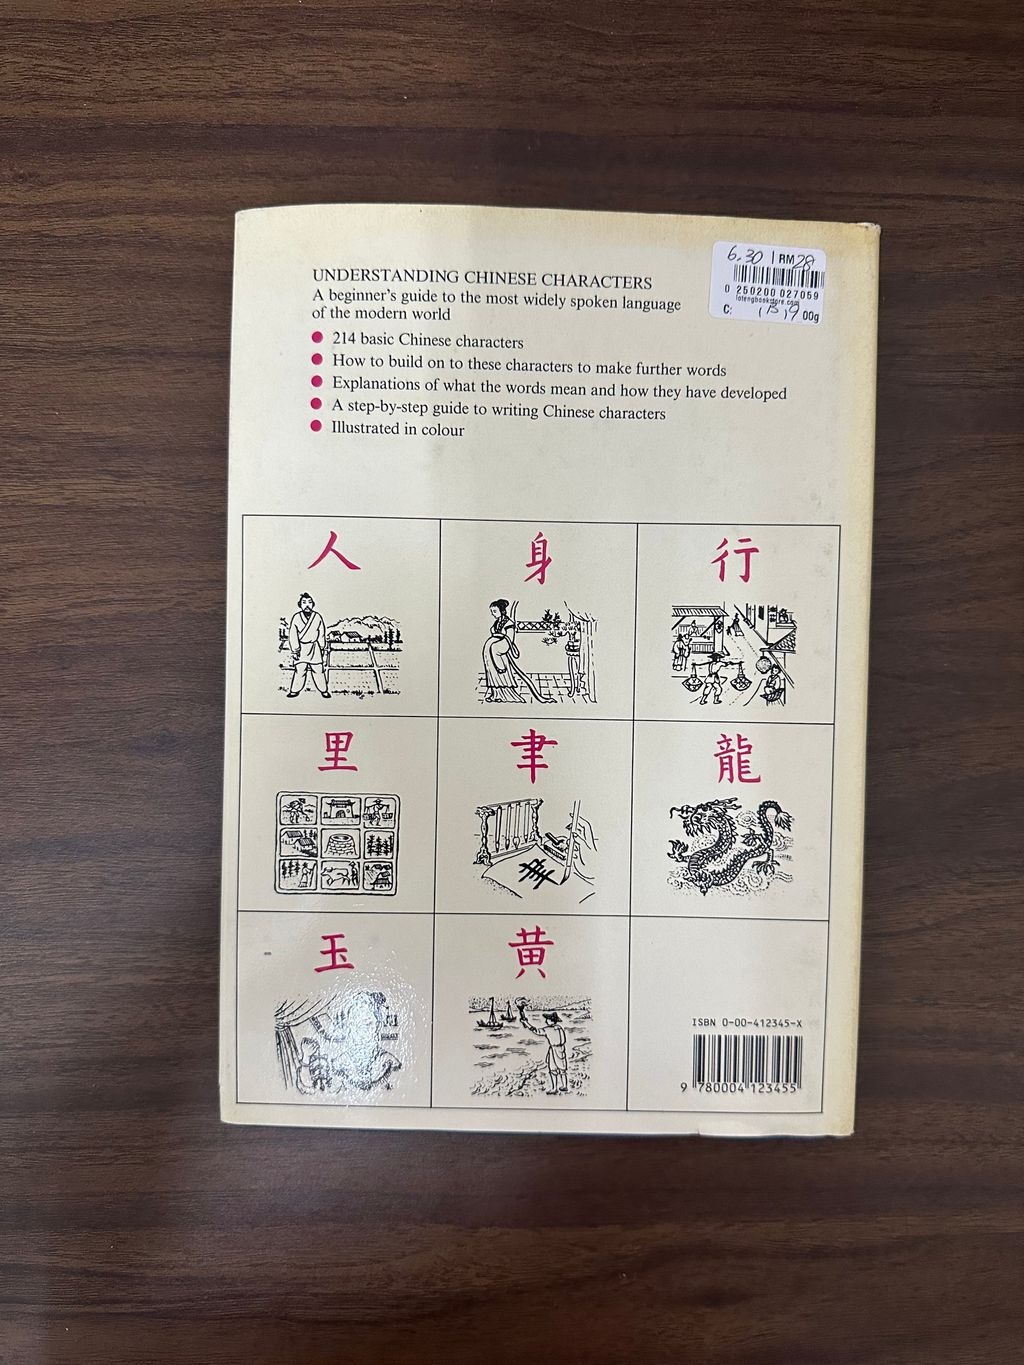 6.30 | RM28
0 250200 027059
lotengbookstore.com
C: 00g
UNDERSTANDING CHINESE CHARACTERS
A beginner's guide to the most widely spoken language
of the modern world
214 basic Chinese characters
How to build on to these characters to make further words
Explanations of what the words mean and how they have developed
A step-by-step guide to writing Chinese characters
Illustrated in colour
人 身 行
里 聿 龍
玉 黄
ISBN 0-00-412345-X
9 780004 123455